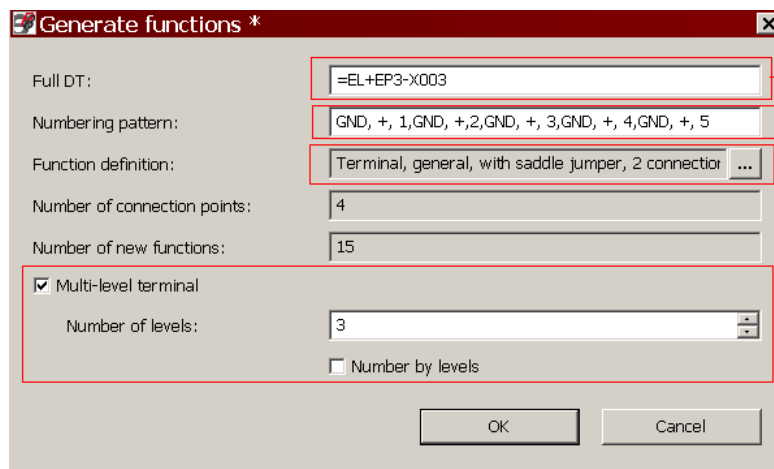 Generate functions *
Full DT: =EL+EP3-X003
Numbering pattern: GND, +, 1,GND, +,2,GND, +, 3,GND, +, 4,GND, +, 5
Function definition: Terminal, general, with saddle jumper, 2 connection ...
Number of connection points: 4
Number of new functions: 15
Multi-level terminal
Number of levels: 3
Number by levels
OK Cancel